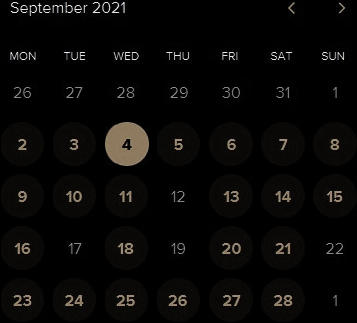 September 2021
MON TUE WED THU FRI SAT SUN
26 27 28 29 30 31 1
2 3 4 5 6 7 8
9 10 11 12 13 14 15
16 17 18 19 20 21 22
23 24 25 26 27 28 1